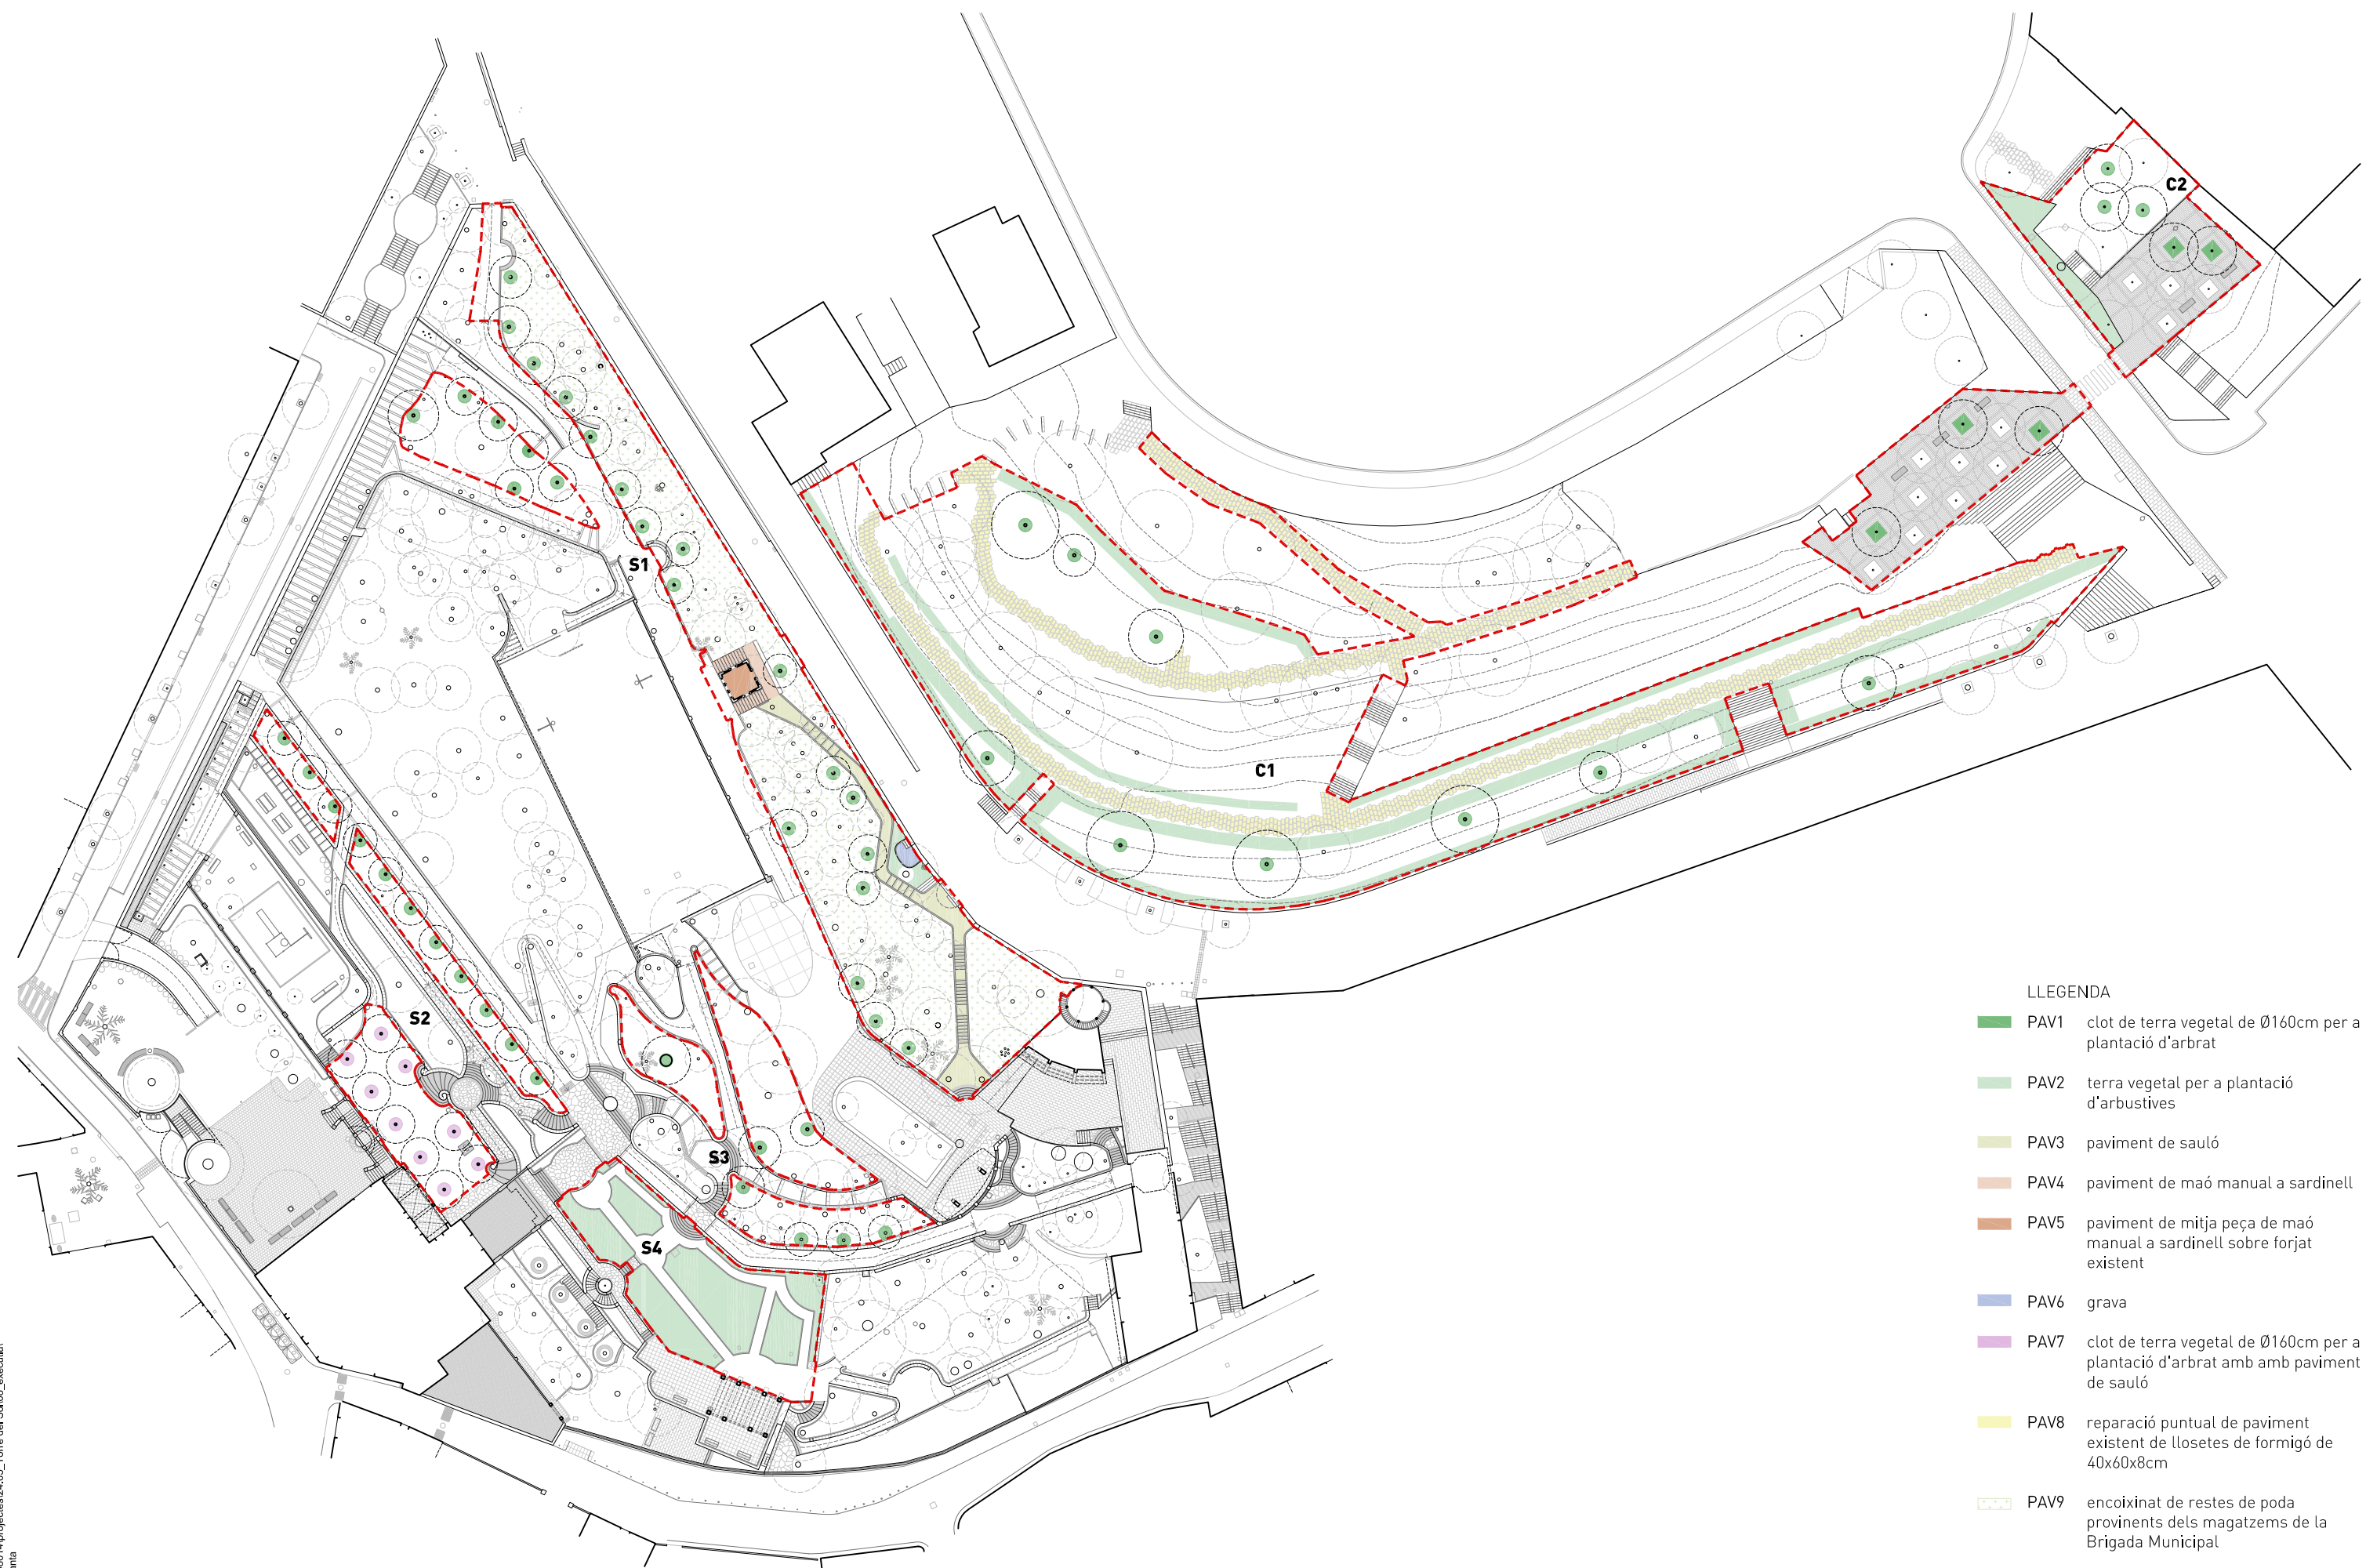 C2
S1
C1
S2
S3
S4
LLEGENDA
PAV1 clot de terra vegetal de Ø160cm per a
plantació d'arbrat
PAV2 terra vegetal per a plantació
d'arbustives
PAV3 paviment de sauló
PAV4 paviment de maó manual a sardinell
PAV5 paviment de mitja peça de maó
manual a sardinell sobre forjat
existent
PAV6 grava
PAV7 clot de terra vegetal de Ø160cm per a
plantació d'arbrat amb amb paviment
de sauló
PAV8 reparació puntual de paviment
existent de llosetes de formigó de
40x60x8cm
PAV9 encoixinat de restes de poda
provinents dels magatzems de la
Brigada Municipal